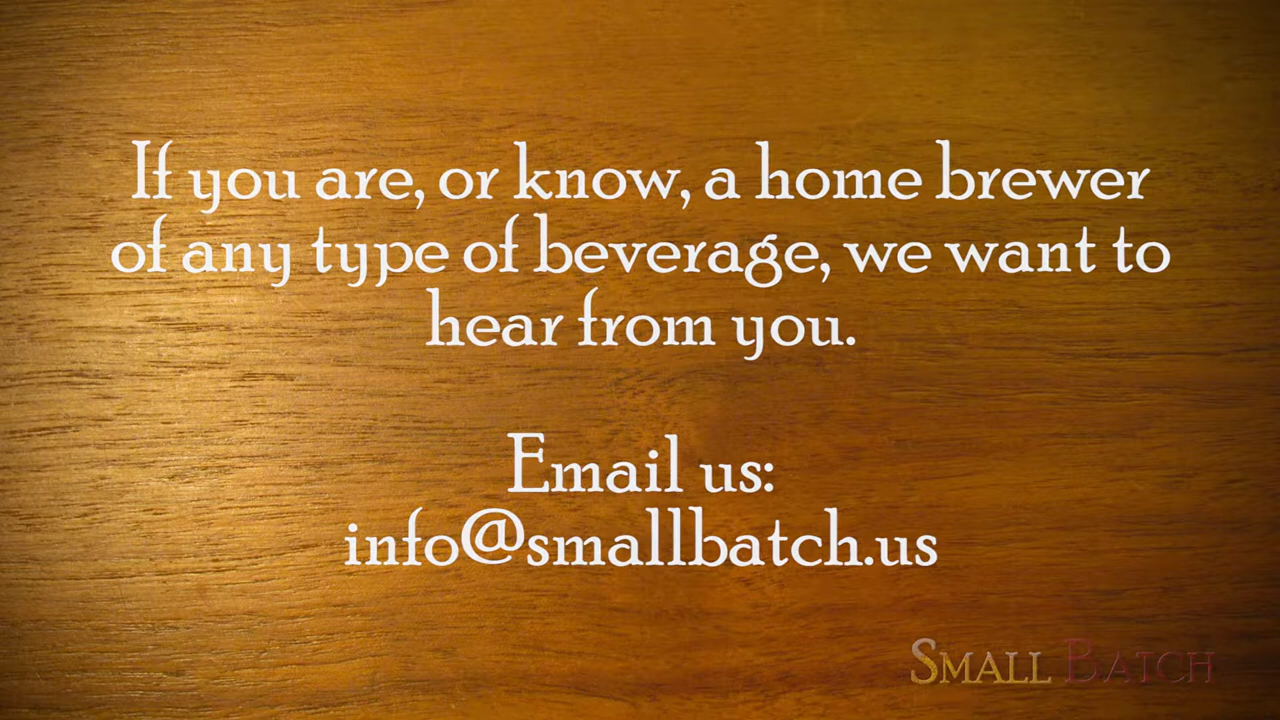 If you are, or know, a home brewer
of any type of beverage, we want to
hear from you.
Email us:
info@smallbatch.us
SMALL BATCH